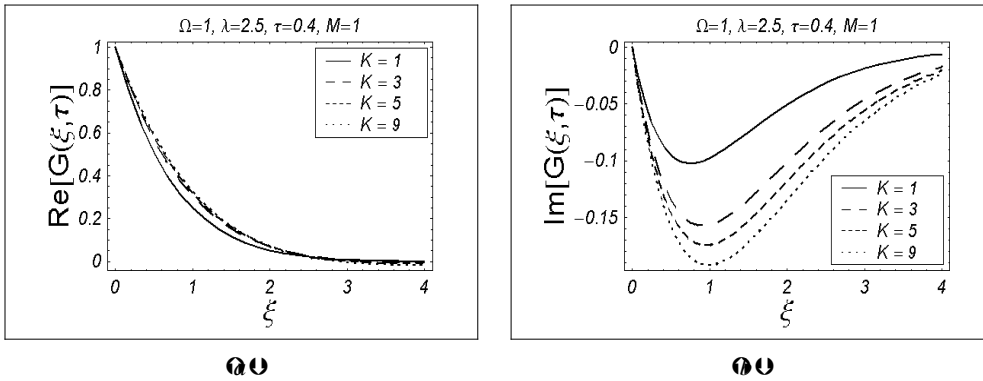 Ω=1, λ=2.5, τ=0.4, M=1
1
0.8
0.6
0.4
0.2
0
Re[G(ξ,τ)]
K = 1
K = 3
K = 5
K = 9
0 1 2 3 4
ξ
Ω=1, λ=2.5, τ=0.4, M=1
0
−0.05
−0.1
−0.15
Im[G(ξ,τ)]
K = 1
K = 3
K = 5
K = 9
0 1 2 3 4
ξ